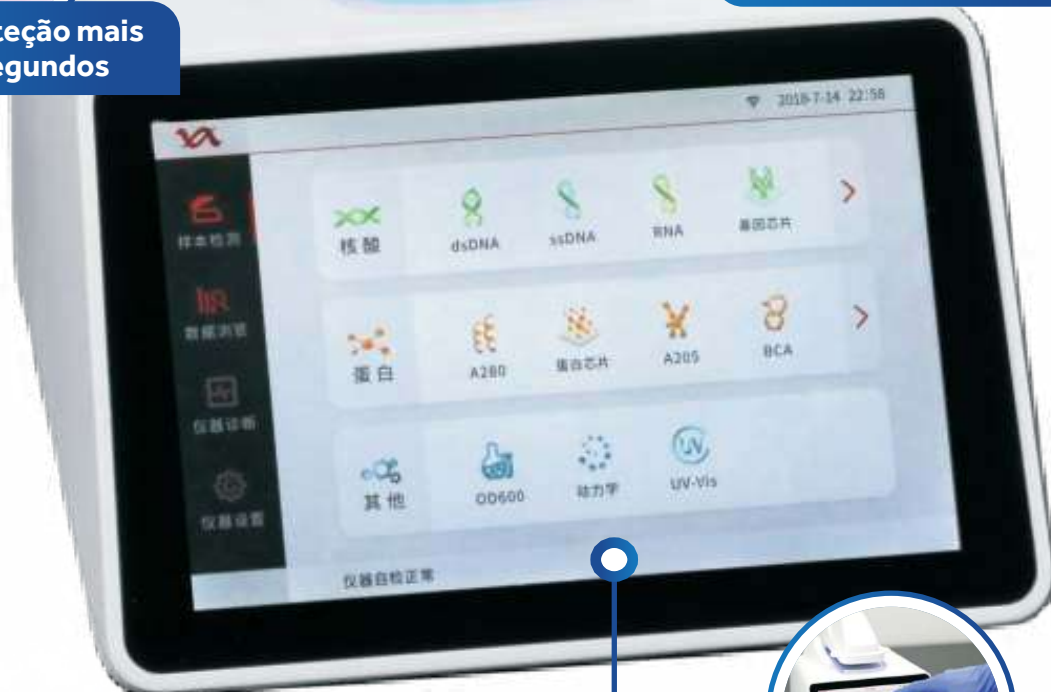 teção mais
egundos
2018-7-14 22:58
样本检测
数据浏览
仪器诊断
仪器设置
核酸
dsDNA
ssDNA
RNA
基因芯片
蛋白
A280
蛋白芯片
A205
BCA
其他
OD600
动力学
UV
UV-Vis
仪器自检正常